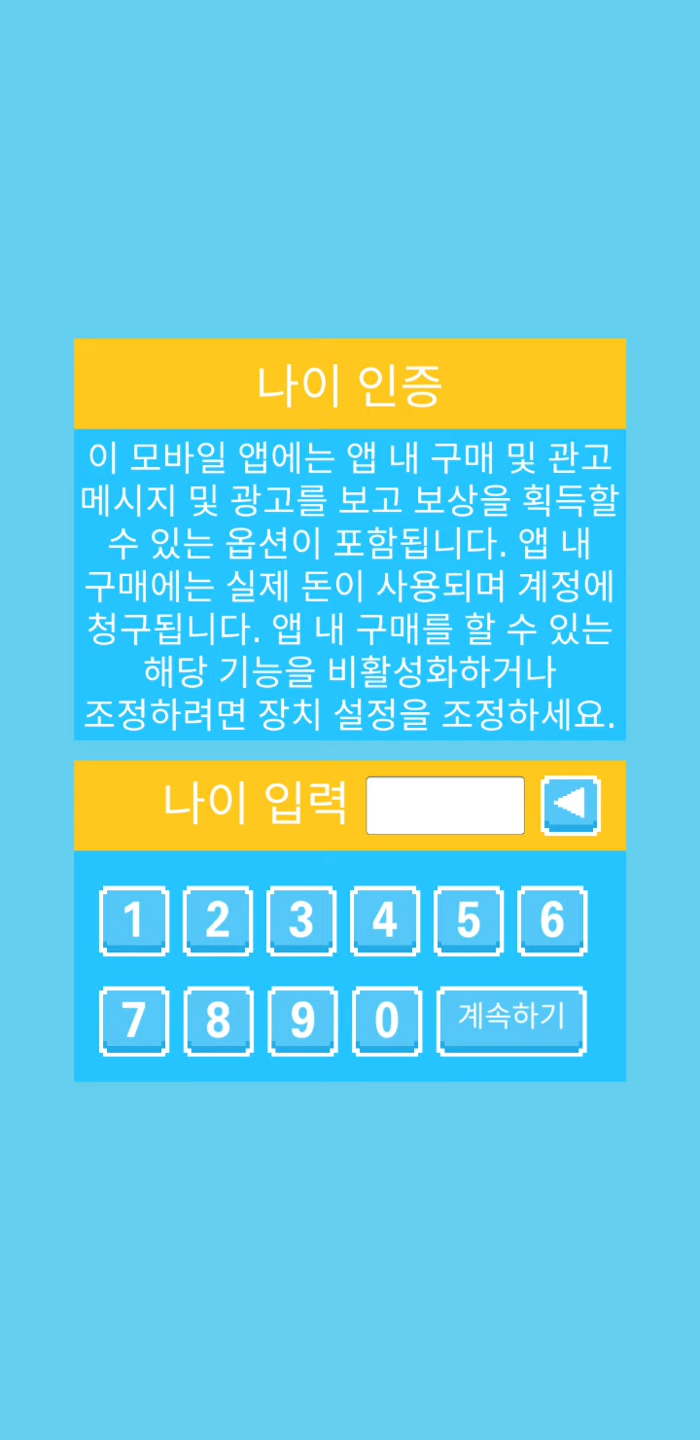 나이 인증
이 모바일 앱에는 앱 내 구매 및 관고
메시지 및 광고를 보고 보상을 획득할
수 있는 옵션이 포함됩니다. 앱 내
구매에는 실제 돈이 사용되며 계정에
청구됩니다. 앱 내 구매를 할 수 있는
해당 기능을 비활성화하거나
조정하려면 장치 설정을 조정하세요.
나이 입력
1 2 3 4 5 6
7 8 9 0 계속하기